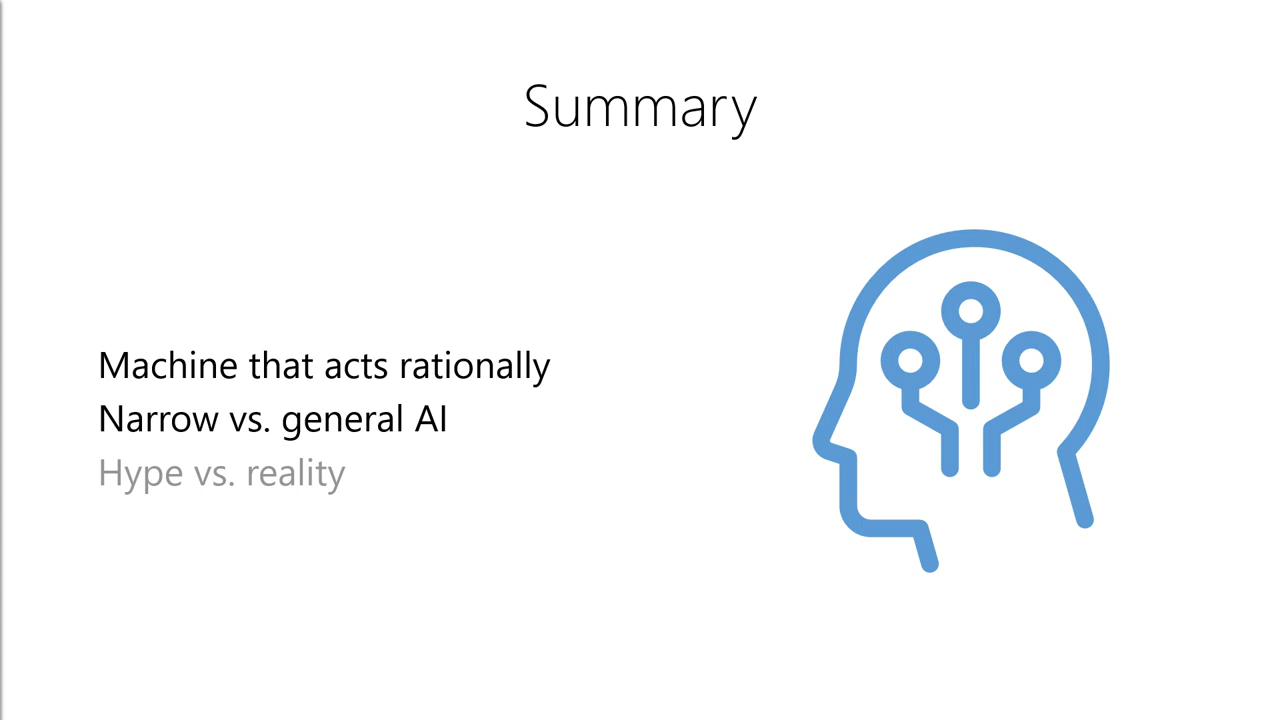 Summary
Machine that acts rationally
Narrow vs. general AI
Hype vs. reality